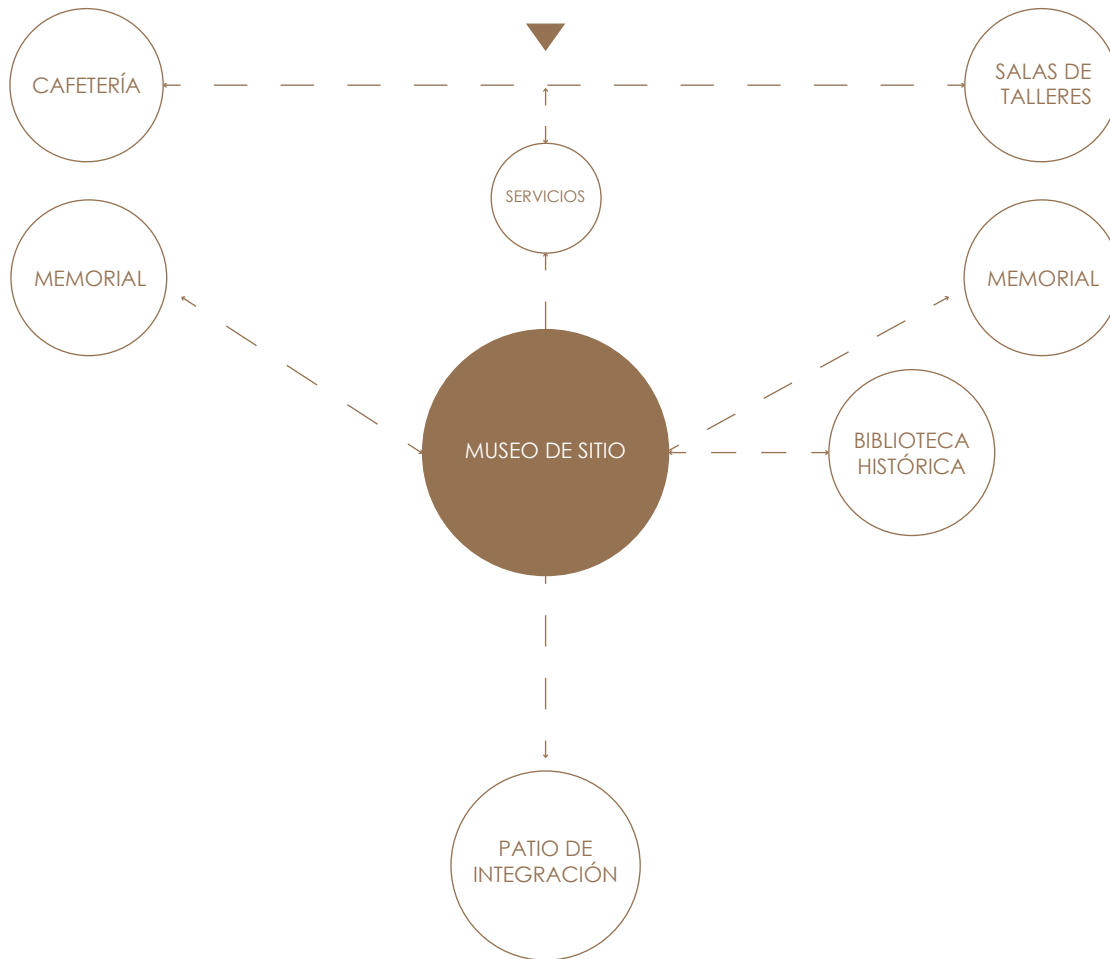 CAFETERÍA
SALAS DE
TALLERES
SERVICIOS
MEMORIAL
MEMORIAL
MUSEO DE SITIO
BIBLIOTECA
HISTÓRICA
PATIO DE
INTEGRACIÓN